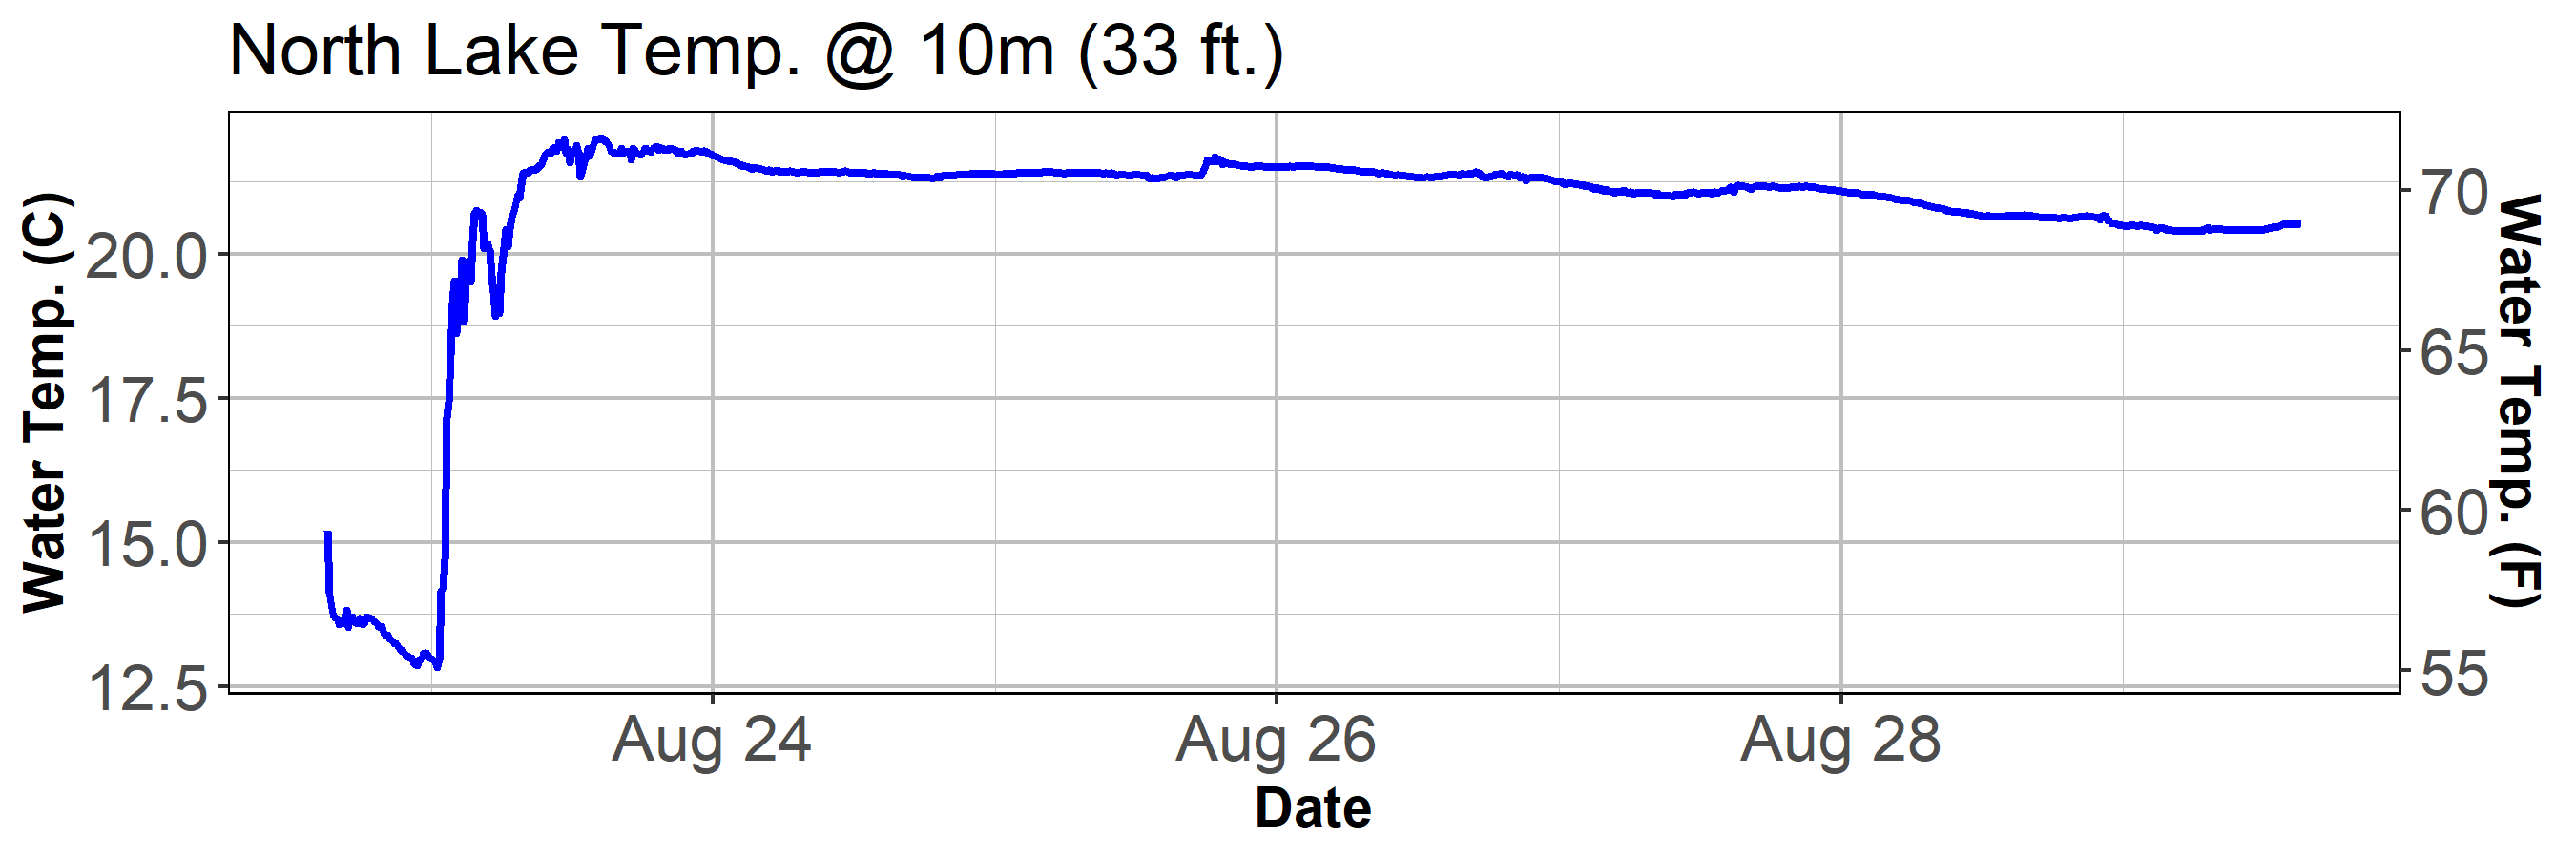 North Lake Temp. @ 10m (33 ft.)
Water Temp. (C)
20.0
17.5
15.0
12.5
70
65
60
55
Water Temp. (F)
Aug 24
Aug 26
Aug 28
Date